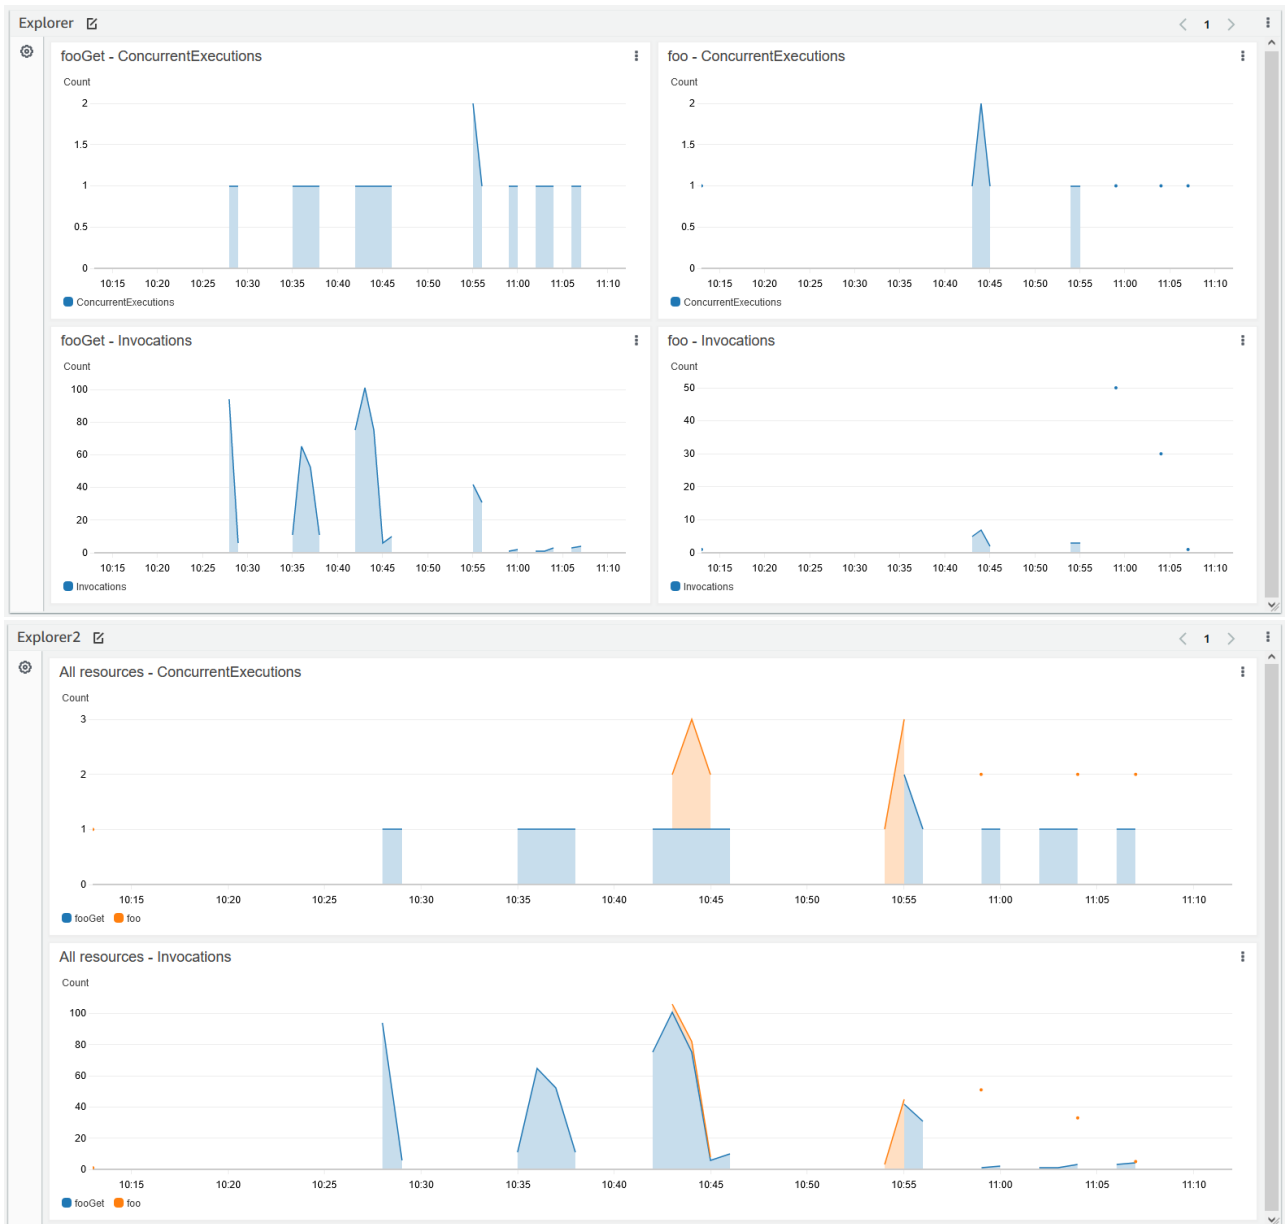 Explorer
1
fooGet - ConcurrentExecutions
Count
2
1.5
1
0.5
0
10:15 10:20 10:25 10:30 10:35 10:40 10:45 10:50 10:55 11:00 11:05 11:10
ConcurrentExecutions
foo - ConcurrentExecutions
Count
2
1.5
1
0.5
0
10:15 10:20 10:25 10:30 10:35 10:40 10:45 10:50 10:55 11:00 11:05 11:10
ConcurrentExecutions
fooGet - Invocations
Count
100
80
60
40
20
0
10:15 10:20 10:25 10:30 10:35 10:40 10:45 10:50 10:55 11:00 11:05 11:10
Invocations
foo - Invocations
Count
50
40
30
20
10
0
10:15 10:20 10:25 10:30 10:35 10:40 10:45 10:50 10:55 11:00 11:05 11:10
Invocations
Explorer2
1
All resources - ConcurrentExecutions
Count
3
2
1
0
10:15 10:20 10:25 10:30 10:35 10:40 10:45 10:50 10:55 11:00 11:05 11:10
fooGet foo
All resources - Invocations
Count
100
80
60
40
20
0
10:15 10:20 10:25 10:30 10:35 10:40 10:45 10:50 10:55 11:00 11:05 11:10
fooGet foo